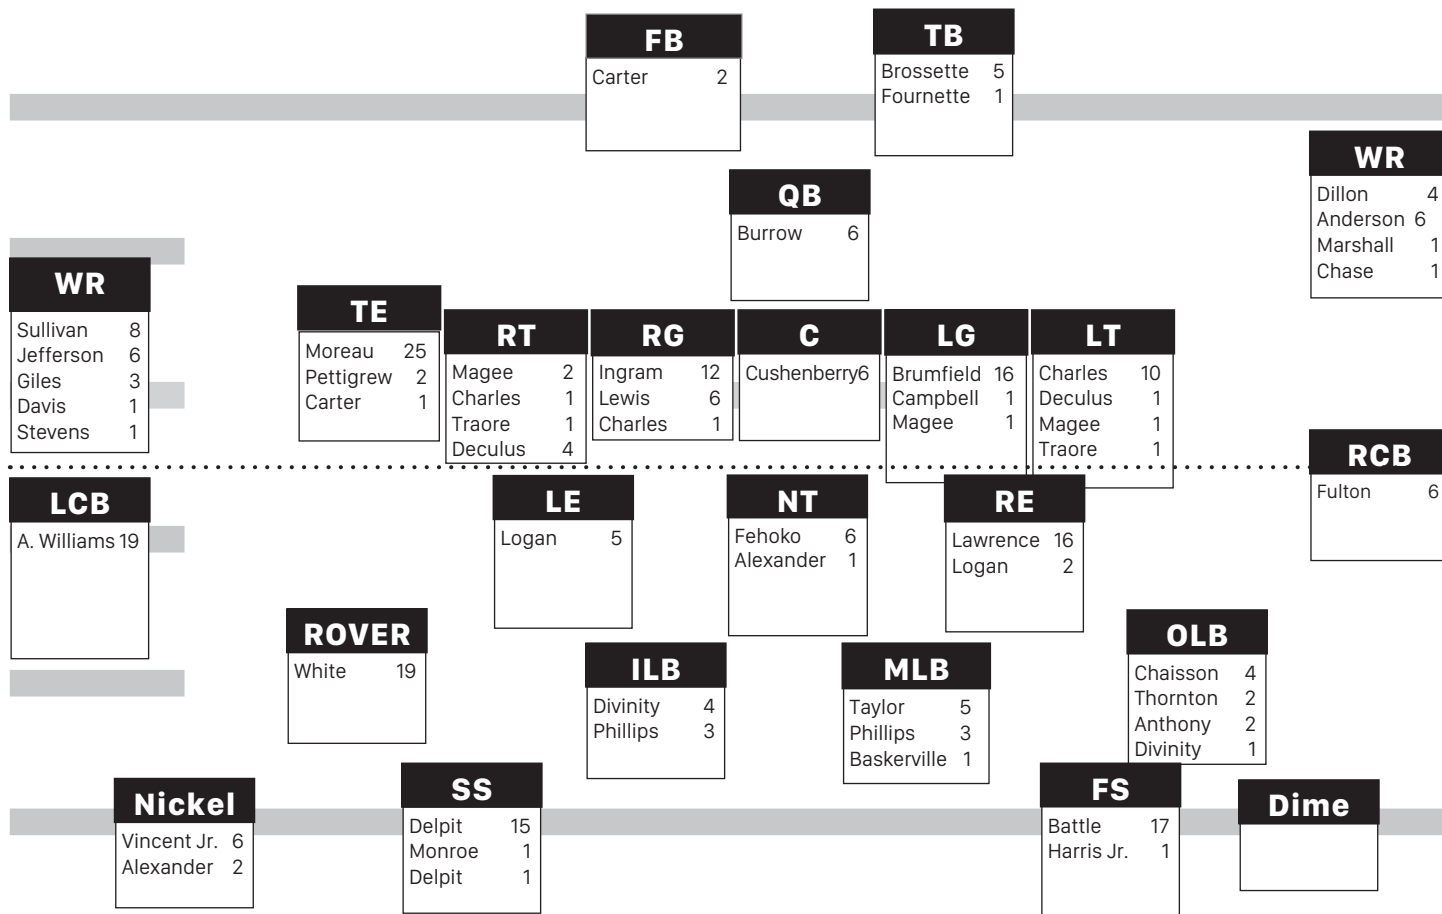 FB
Carter 2
TB
Brossette 5
Fournette 1
WR
Dillon 4
Anderson 6
Marshall 1
Chase 1
QB
Burrow 6
WR
Sullivan 8
Jefferson 6
Giles 3
Davis 1
Stevens 1
TE
Moreau 25
Pettigrew 2
Carter 1
RT
Magee 2
Charles 1
Traore 1
Deculus 4
RG
Ingram 12
Lewis 6
Charles 1
C
Cushenberry6
LG
Brumfield 16
Campbell 1
Magee 1
LT
Charles 10
Deculus 1
Magee 1
Traore 1
RCB
Fulton 6
LCB
A. Williams 19
LE
Logan 5
NT
Fehoko 6
Alexander 1
RE
Lawrence 16
Logan 2
ROVER
White 19
ILB
Divinity 4
Phillips 3
MLB
Taylor 5
Phillips 3
Baskerville 1
OLB
Chaisson 4
Thornton 2
Anthony 2
Divinity 1
Nickel
Vincent Jr. 6
Alexander 2
SS
Delpit 15
Monroe 1
Delpit 1
FS
Battle 17
Harris Jr. 1
Dime